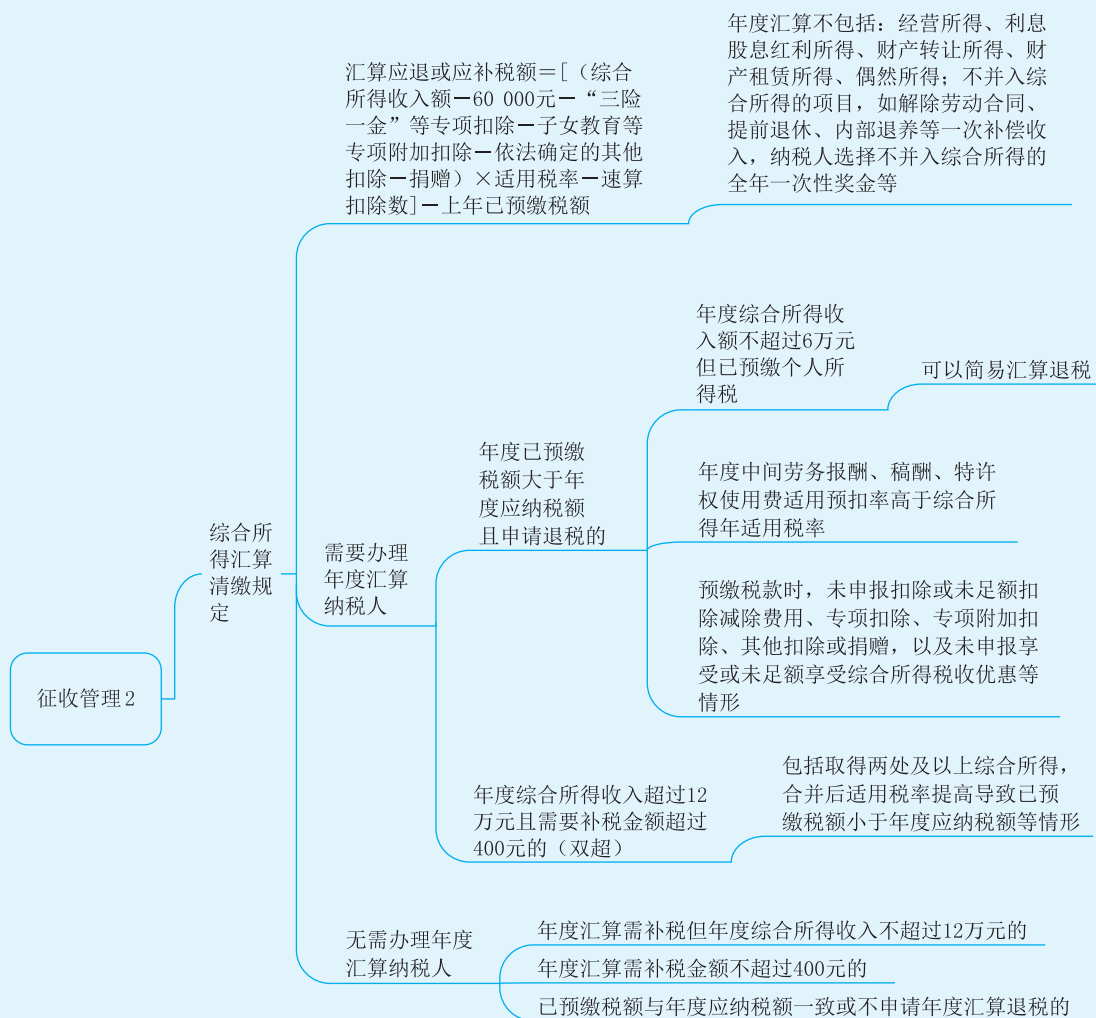 征收管理2
综合所
得汇算
清缴规
定
汇算应退或应补税额＝[（综合
所得收入额－60 000元－“三险
一金”等专项扣除－子女教育等
专项附加扣除－依法确定的其他
扣除－捐赠）×适用税率－速算
扣除数]－上年已预缴税额
年度汇算不包括：经营所得、利息
股息红利所得、财产转让所得、财
产租赁所得、偶然所得；不并入综
合所得的项目，如解除劳动合同、
提前退休、内部退养等一次补偿收
入，纳税人选择不并入综合所得的
全年一次性奖金等
需要办理
年度汇算
纳税人
年度已预缴
税额大于年
度应纳税额
且申请退税的
年度综合所得收
入额不超过6万元
但已预缴个人所
得税
可以简易汇算退税
年度中间劳务报酬、稿酬、特许
权使用费适用预扣率高于综合所
得年适用税率
预缴税款时，未申报扣除或未足额扣
除减除费用、专项扣除、专项附加扣
除、其他扣除或捐赠，以及未申报享
受或未足额享受综合所得税收优惠等
情形
年度综合所得收入超过12
万元且需要补税金额超过
400元的（双超）
包括取得两处及以上综合所得，
合并后适用税率提高导致已预
缴税额小于年度应纳税额等情形
无需办理年度
汇算纳税人
年度汇算需补税但年度综合所得收入不超过12万元的
年度汇算需补税金额不超过400元的
已预缴税额与年度应纳税额一致或不申请年度汇算退税的